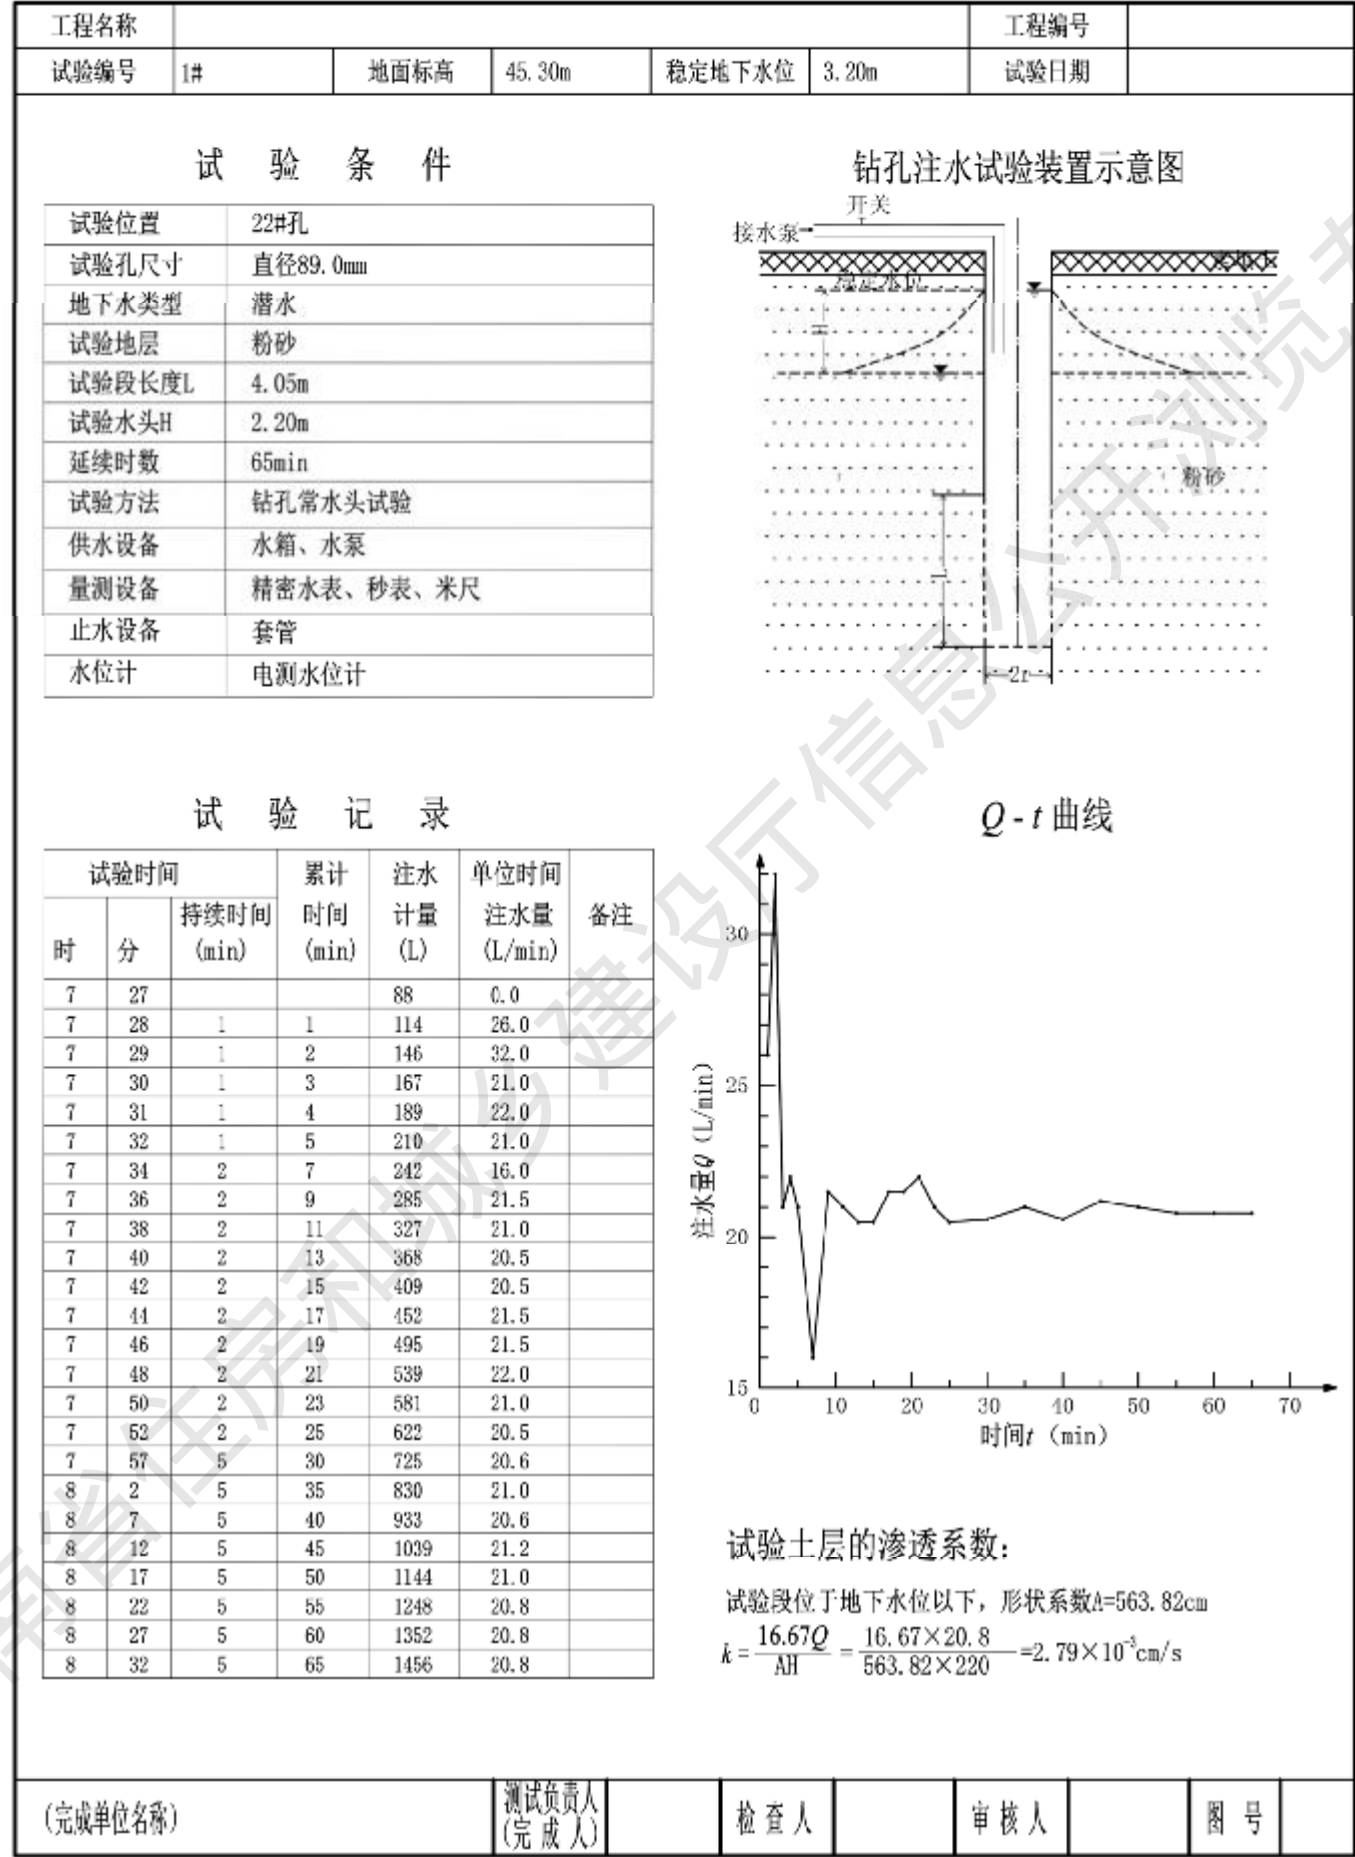 工程名称 工程编号
试验编号 1# 地面标高 45.30m 稳定地下水位 3.20m 试验日期
试 验 条 件
试验位置 22#孔
试验孔尺寸 直径89.0mm
地下水类型 潜水
试验地层 粉砂
试验段长度L 4.05m
试验水头H 2.20m
延续时数 65min
试验方法 钻孔常水头试验
供水设备 水箱、水泵
量测设备 精密水表、秒表、米尺
止水设备 套管
水位计 电测水位计
钻孔注水试验装置示意图
开关
接水泵
稳定水位
H
粉砂
L
2r
试 验 记 录
试验时间 累计 注水 单位时间
持续时间 时间 计量 注水量 备注
时 分 (min) (min) (L) (L/min)
7 27 88 0.0
7 28 1 1 114 26.0
7 29 1 2 146 32.0
7 30 1 3 167 21.0
7 31 1 4 189 22.0
7 32 1 5 210 21.0
7 34 2 7 242 16.0
7 36 2 9 285 21.5
7 38 2 11 327 21.0
7 40 2 13 368 20.5
7 42 2 15 409 20.5
7 44 2 17 452 21.5
7 46 2 19 495 21.5
7 48 2 21 539 22.0
7 50 2 23 581 21.0
7 52 2 25 622 20.5
7 57 5 30 725 20.6
8 2 5 35 830 21.0
8 7 5 40 933 20.6
8 12 5 45 1039 21.2
8 17 5 50 1144 21.0
8 22 5 55 1248 20.8
8 27 5 60 1352 20.8
8 32 5 65 1456 20.8
Q - t 曲线
30
25
20
15
注水量Q (L/min)
0 10 20 30 40 50 60 70
时间t (min)
试验土层的渗透系数：
试验段位于地下水位以下，形状系数A=563.82cm
k = 16.67Q/AH = 16.67×20.8/563.82×220 =2.79×10⁻³cm/s
(完成单位名称) 测试负责人(完 成 人) 检 查 人 审 核 人 图 号
南省住房和城乡建设厅信息公开浏览专